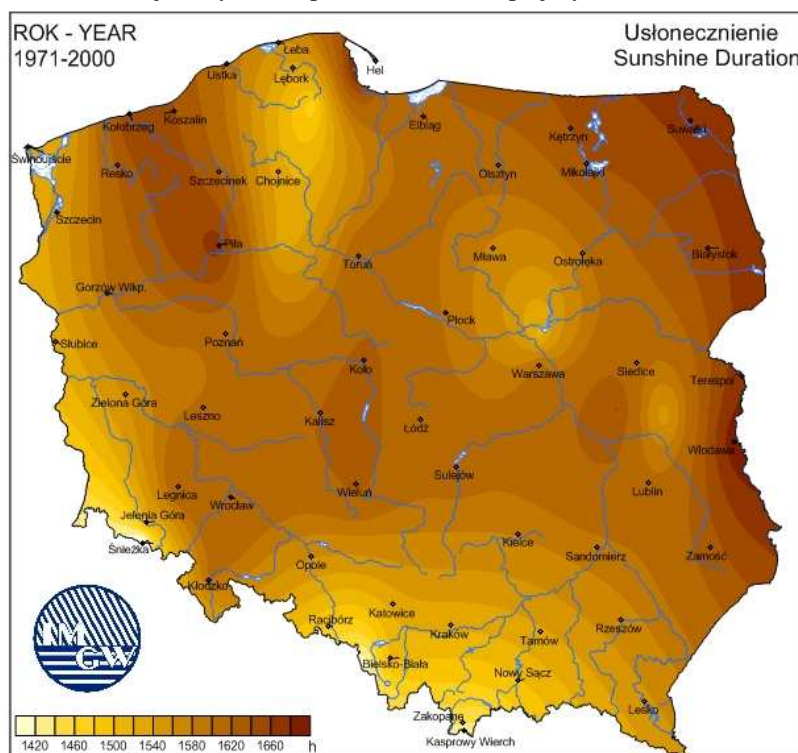 ROK - YEAR
1971-2000
Usłonecznienie
Sunshine Duration
Łeba
Hel
Ustka
Lębork
Koszalin
Kołobrzeg
Elbląg
Kętrzyn
Suwałki
Świnoujście
Resko
Szczecinek
Chojnice
Olsztyn
Mikołajki
Szczecin
Piła
Toruń
Mława
Ostrołęka
Białystok
Gorzów Wlkp.
Płock
Słubice
Poznań
Koło
Warszawa
Siedlce
Terespol
Zielona Góra
Leszno
Kalisz
Łódź
Włodawa
Legnica
Wrocław
Wieluń
Sulejów
Lublin
Jelenia Góra
Śnieżka
Kielce
Sandomierz
Zamość
Kłodzko
Opole
Racibórz
Katowice
Kraków
Tarnów
Rzeszów
Bielsko-Biała
Nowy Sącz
Lesko
Zakopane
Kasprowy Wierch
IM
GW
1420 1460 1500 1540 1580 1620 1660 h